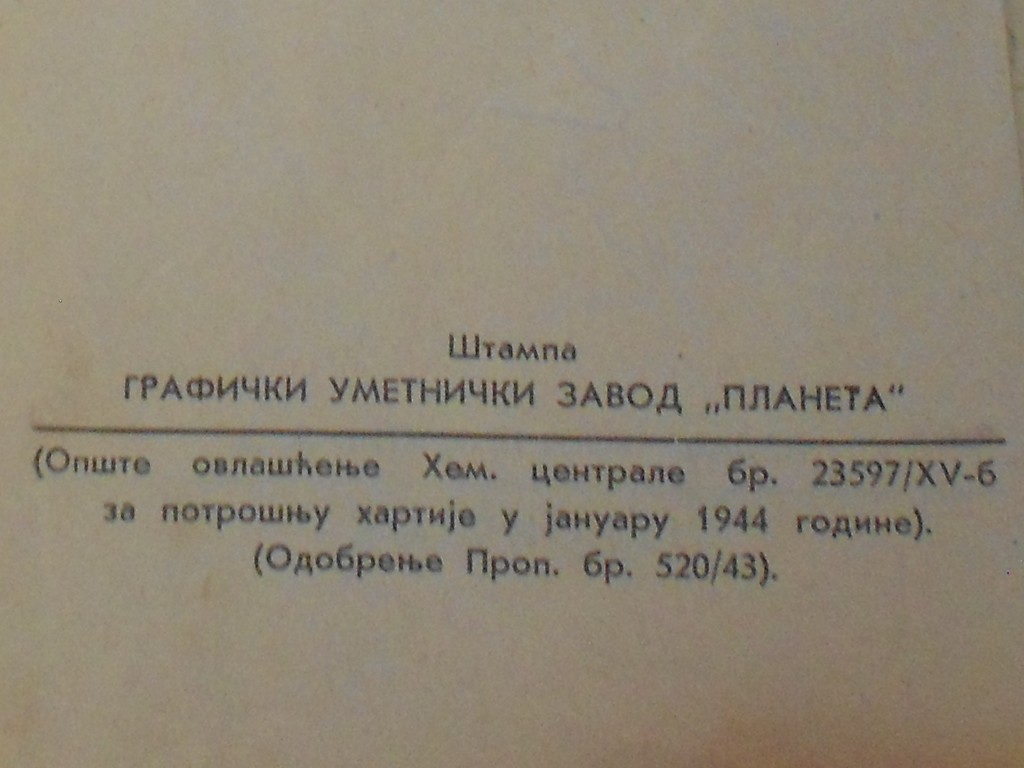 Штампа
ГРАФИЧКИ УМЕТНИЧКИ ЗАВОД „ПЛАНЕТА“
(Опште овлашћење Хем. централе бр. 23597/XV-б
за потрошњу хартије у јануару 1944 године).
(Одобрење Проп. бр. 520/43).